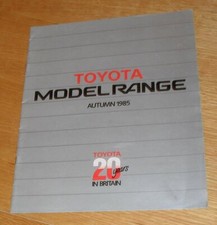 TOYOTA
MODEL RANGE
AUTUMN 1985
TOYOTA
20 years
IN BRITAIN